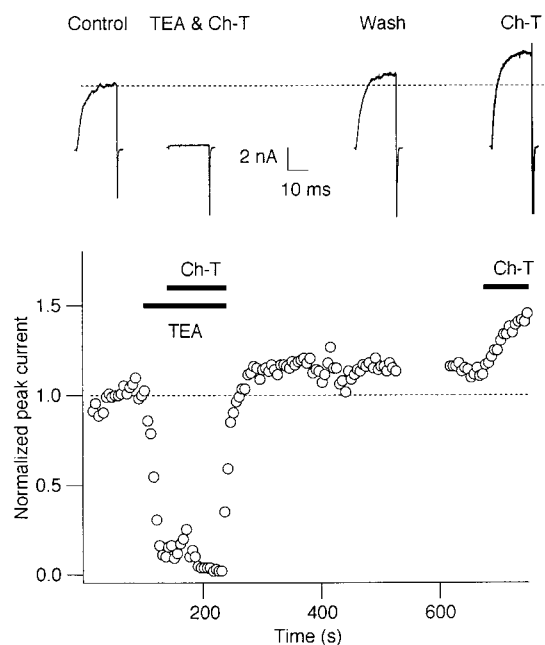 Control TEA & Ch-T Wash Ch-T
2 nA
10 ms
Ch-T
Ch-T
TEA
Normalized peak current
1.5
1.0
0.5
0.0
200 400 600
Time (s)